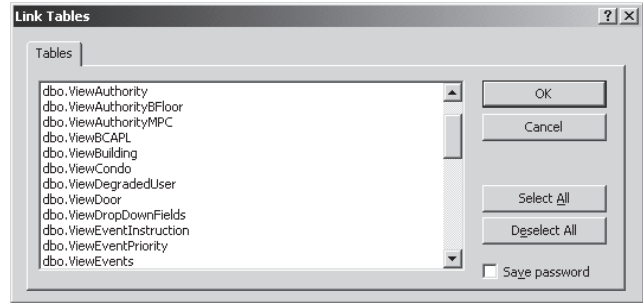 Link Tables
Tables
dbo.ViewAuthority
dbo.ViewAuthorityBFloor
dbo.ViewAuthorityMPC
dbo.ViewBCAPL
dbo.ViewBuilding
dbo.ViewCondo
dbo.ViewDegradedUser
dbo.ViewDoor
dbo.ViewDropDownFields
dbo.ViewEventInstruction
dbo.ViewEventPriority
dbo.ViewEvents
OK
Cancel
Select All
Deselect All
Save password